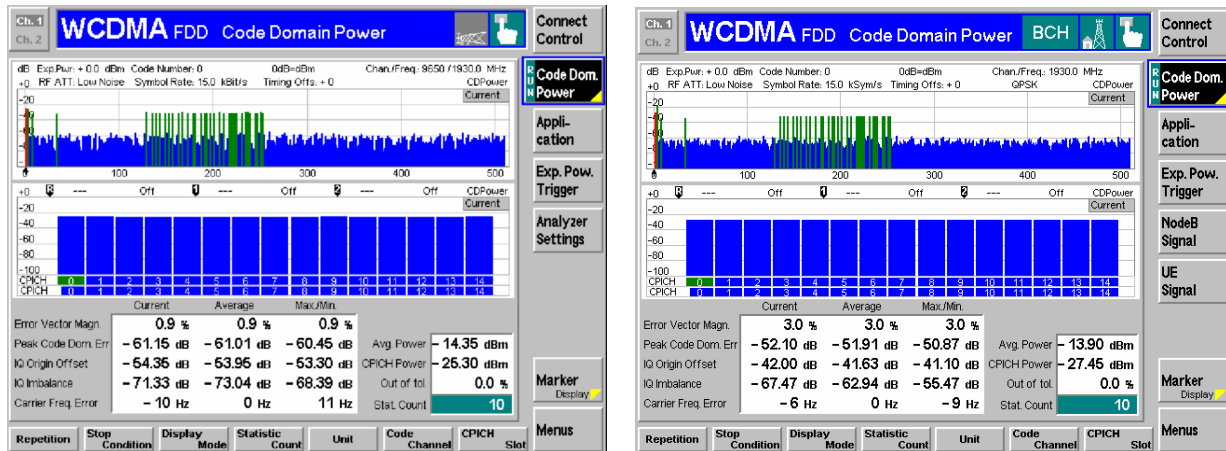 Ch. 1
Ch. 2
WCDMA FDD Code Domain Power
Connect Control
dB Exp.Pwr: + 0.0 dBm Code Number: 0 0dB=dBm Chan./Freq.: 9650 / 1930.0 MHz
+0 RF ATT: Low Noise Symbol Rate: 15.0 kBit/s Timing Offs: + 0 CDPower
Current
-20
100 200 300 400 500
+0 R --- Off 1 --- Off 2 --- Off CDPower
Current
-20
-40
-60
-80
-100
CPICH 0 1 2 3 4 5 6 7 8 9 10 11 12 13 14
CPICH 0 1 2 3 4 5 6 7 8 9 10 11 12 13 14
Current Average Max./Min.
Error Vector Magn. 0.9 % 0.9 % 0.9 %
Peak Code Dom. Err - 61.15 dB - 61.01 dB - 60.45 dB Avg. Power - 14.35 dBm
IQ Origin Offset - 54.36 dB - 53.95 dB - 53.30 dB CPICH Power - 25.30 dBm
IQ Imbalance - 71.33 dB - 73.04 dB - 68.39 dB Out of tol. 0.0 %
Carrier Freq. Error - 10 Hz 0 Hz 11 Hz Stat. Count 10
RUN Code Dom. Power
Appli-cation
Exp. Pow. Trigger
Analyzer Settings
Marker Display
Menus
Repetition Stop Condition Display Mode Statistic Count Unit Code Channel CPICH Slot
Ch. 1
Ch. 2
WCDMA FDD Code Domain Power BCH
Connect Control
dB Exp.Pwr: + 0.0 dBm Code Number: 0 0dB=dBm Chan./Freq.: 1930.0 MHz
+0 RF ATT: Low Noise Symbol Rate: 15.0 kSym/s Timing Offs: + 0 QPSK CDPower
Current
-20
0 100 200 300 400 500
+0 R --- Off 1 --- Off 2 --- Off CDPower
Current
-20
-40
-60
-80
-100
CPICH 0 1 2 3 4 5 6 7 8 9 10 11 12 13 14
CPICH 0 1 2 3 4 5 6 7 8 9 10 11 12 13 14
Current Average Max./Min.
Error Vector Magn. 3.0 % 3.0 % 3.0 %
Peak Code Dom. Err - 52.10 dB - 51.91 dB - 50.87 dB Avg. Power - 13.90 dBm
IQ Origin Offset - 42.00 dB - 41.63 dB - 41.10 dB CPICH Power - 27.45 dBm
IQ Imbalance - 67.47 dB - 62.94 dB - 55.47 dB Out of tol. 0.0 %
Carrier Freq. Error - 6 Hz 0 Hz - 9 Hz Stat. Count 10
RUN Code Dom. Power
Appli-cation
Exp. Pow. Trigger
NodeB Signal
UE Signal
Marker Display
Menus
Repetition Stop Condition Display Mode Statistic Count Unit Code Channel CPICH Slot